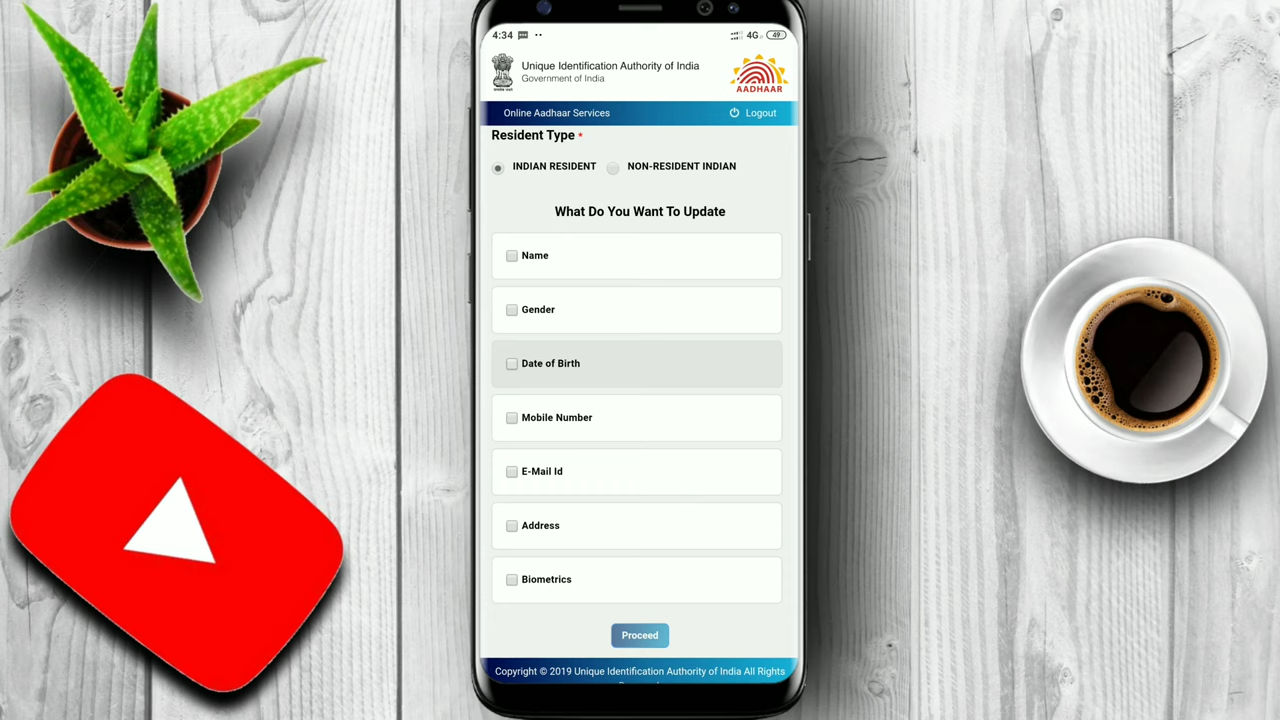 4:34
4G
49
Unique Identification Authority of India
Government of India
AADHAAR
Online Aadhaar Services
Logout
Resident Type *
INDIAN RESIDENT
NON-RESIDENT INDIAN
What Do You Want To Update
Name
Gender
Date of Birth
Mobile Number
E-Mail Id
Address
Biometrics
Proceed
Copyright © 2019 Unique Identification Authority of India All Rights